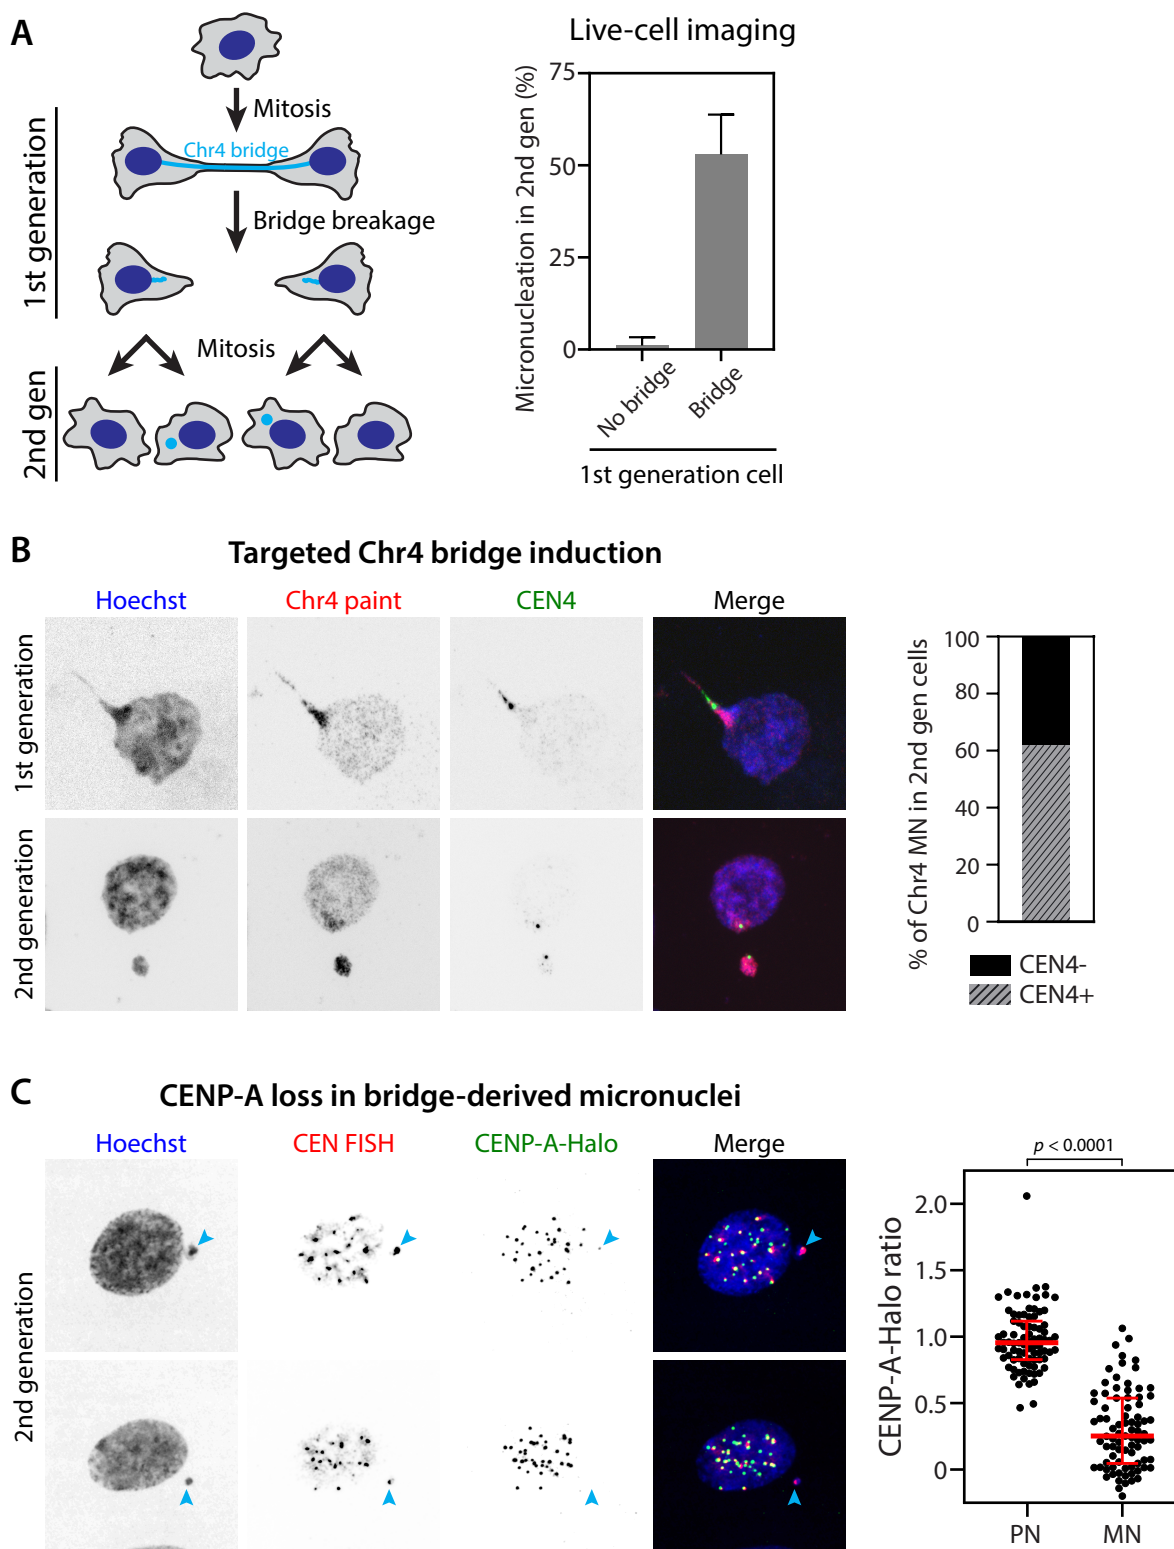 A
Mitosis
Chr4 bridge
Bridge breakage
Mitosis
1st generation
2nd gen
Live-cell imaging
Micronucleation in 2nd gen (%)
75
50
25
0
No bridge
Bridge
1st generation cell
B
Targeted Chr4 bridge induction
Hoechst
Chr4 paint
CEN4
Merge
1st generation
2nd generation
% of Chr4 MN in 2nd gen cells
100
80
60
40
20
0
CEN4-
CEN4+
C
CENP-A loss in bridge-derived micronuclei
Hoechst
CEN FISH
CENP-A-Halo
Merge
2nd generation
p < 0.0001
CENP-A-Halo ratio
2.0
1.5
1.0
0.5
0
PN
MN